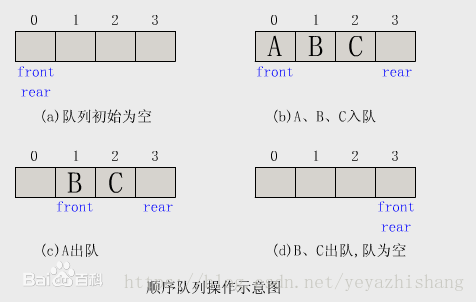 0 1 2 3
front
rear
(a)队列初始为空
0 1 2 3
A B C
front rear
(b)A、B、C入队
0 1 2 3
B C
front rear
(c)A出队
0 1 2 3
front
rear
(d)B、C出队,队为空
Bai百科
顺序队列操作示意图
https://blog.csdn.net/yeyazhishang